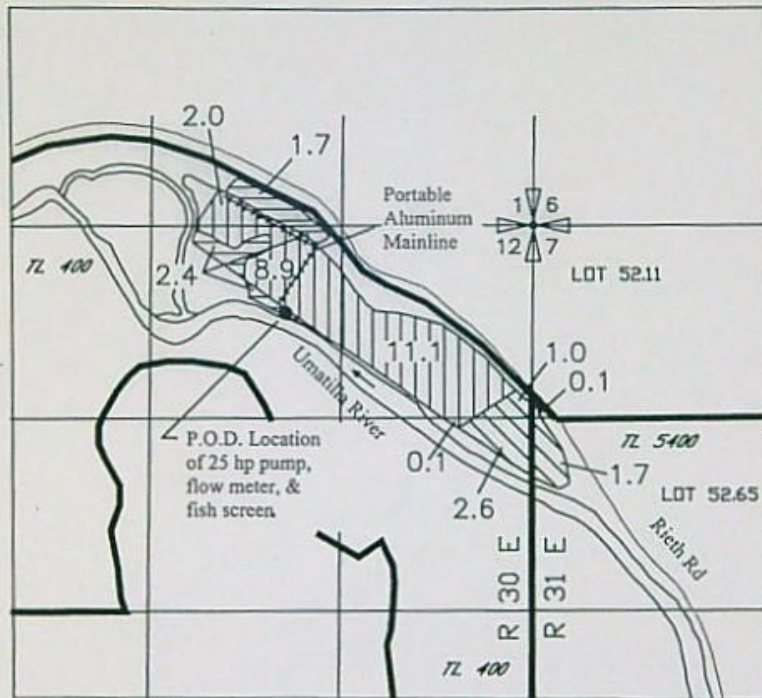 2.0
1.7
Portable
Aluminum
Mainline
1 6
12 7
TL 400
LOT 52.11
2.4
8.9
11.1
1.0
0.1
Umatilla River
TL 5400
P.O.D. Location
of 25 hp pump,
flow meter, &
fish screen
0.1
2.6
1.7
LOT 52.65
Rieth Rd
R 30 E
R 31 E
TL 400